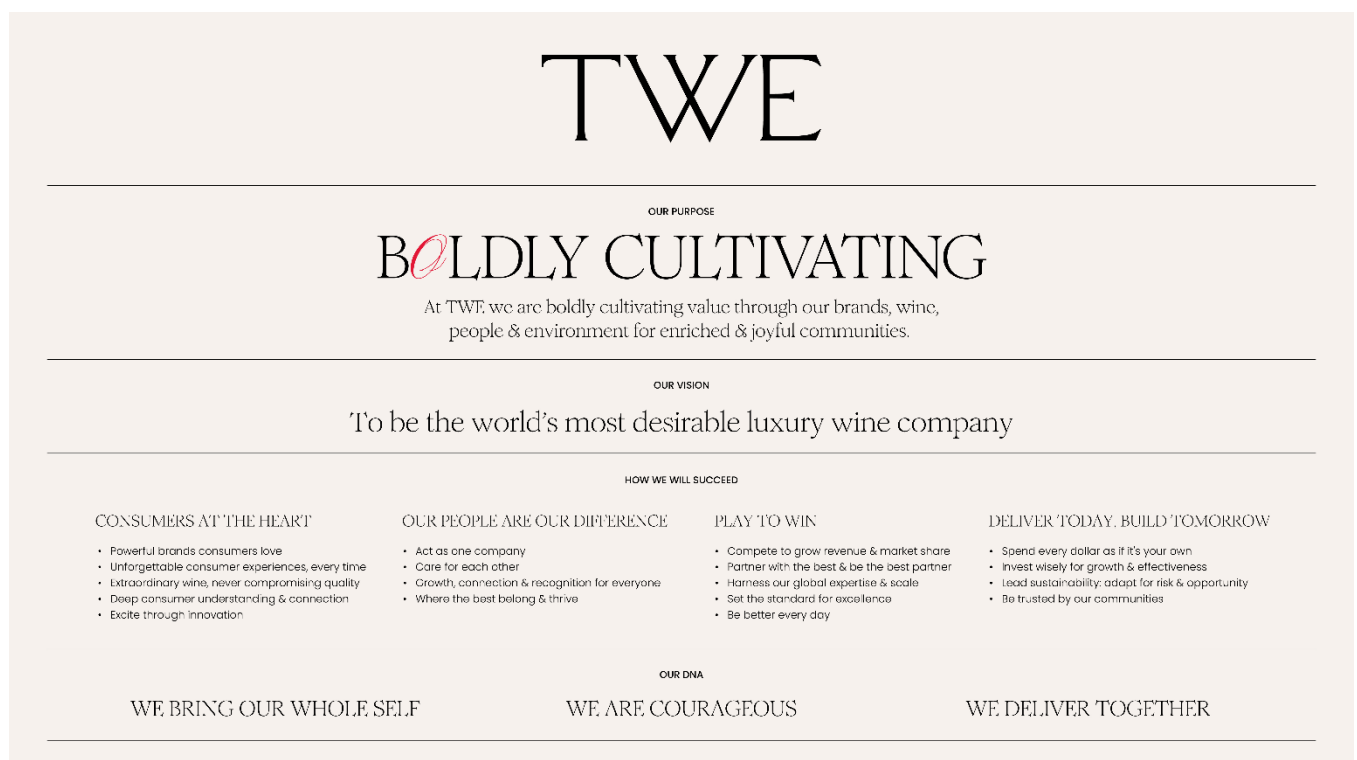 TWE
OUR PURPOSE
BOLDLY CULTIVATING
At TWE we are boldly cultivating value through our brands, wine,
people & environment for enriched & joyful communities.
OUR VISION
To be the world's most desirable luxury wine company
HOW WE WILL SUCCEED
CONSUMERS AT THE HEART
• Powerful brands consumers love
• Unforgettable consumer experiences, every time
• Extraordinary wine, never compromising quality
• Deep consumer understanding & connection
• Excite through innovation
OUR PEOPLE ARE OUR DIFFERENCE
• Act as one company
• Care for each other
• Growth, connection & recognition for everyone
• Where the best belong & thrive
PLAY TO WIN
• Compete to grow revenue & market share
• Partner with the best & be the best partner
• Harness our global expertise & scale
• Set the standard for excellence
• Be better every day
DELIVER TODAY, BUILD TOMORROW
• Spend every dollar as if it's your own
• Invest wisely for growth & effectiveness
• Lead sustainability: adapt for risk & opportunity
• Be trusted by our communities
OUR DNA
WE BRING OUR WHOLE SELF
WE ARE COURAGEOUS
WE DELIVER TOGETHER